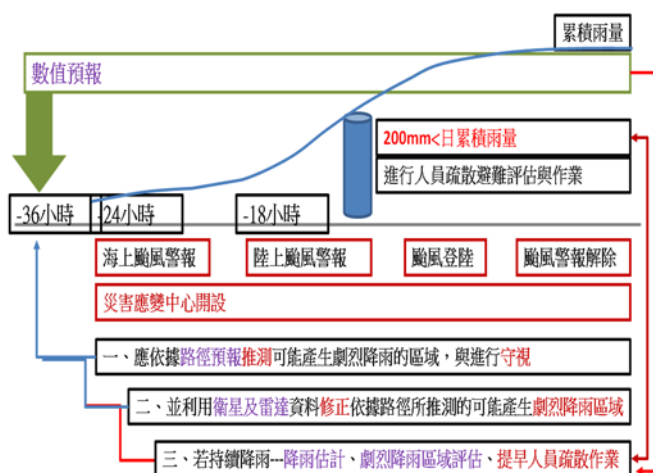 累積雨量
數值預報
200mm<日累積雨量
進行人員疏散避難評估與作業
-36小時
-24小時
-18小時
海上颱風警報
陸上颱風警報
颱風登陸
颱風警報解除
災害應變中心開設
一、應依據路徑預報推測可能產生劇烈降雨的區域，與進行守視
二、並利用衛星及雷達資料修正依據路徑所推測的可能產生劇烈降雨區域
三、若持續降雨---降雨估計、劇烈降雨區域評估、提早人員疏散作業